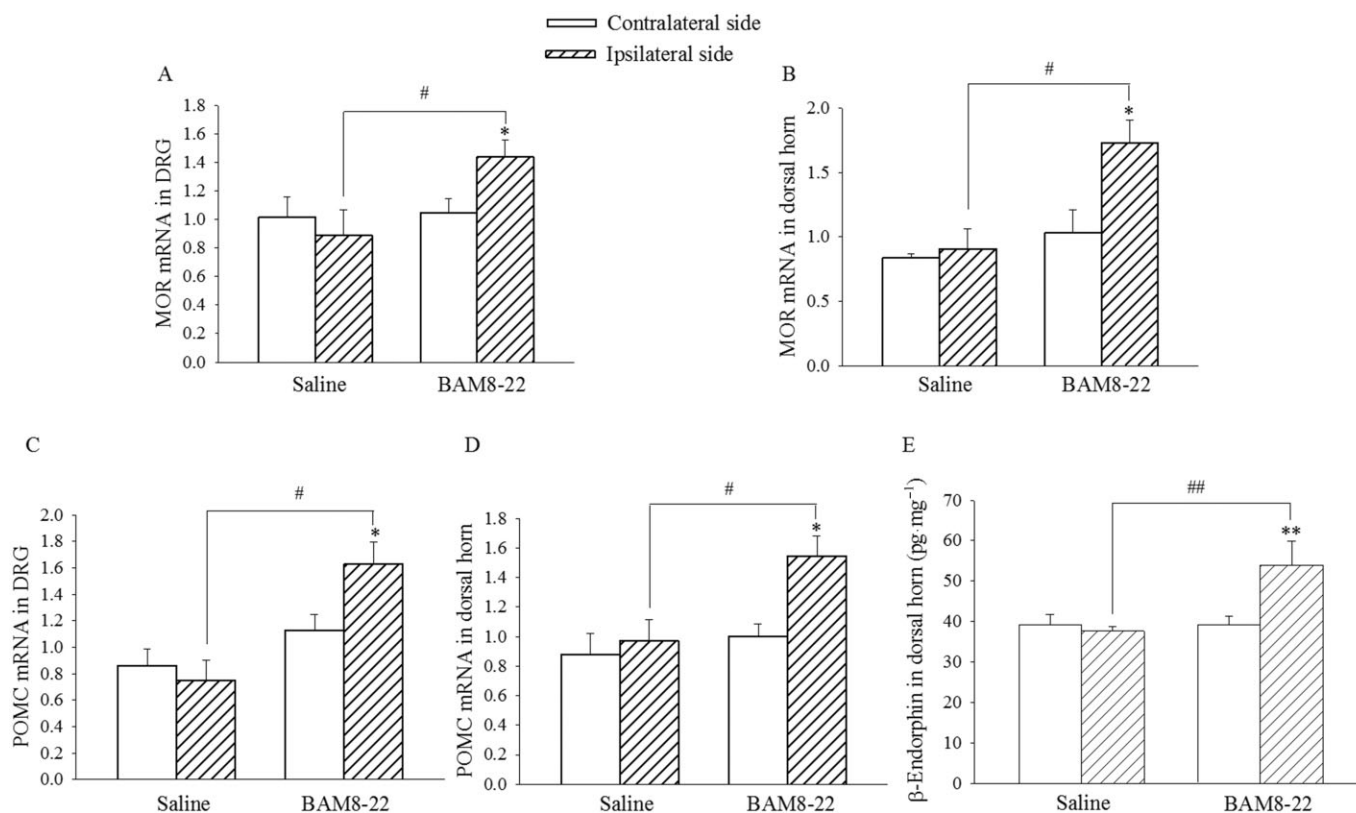 Contralateral side
Ipsilateral side
A
MOR mRNA in DRG
1.8
1.6
1.4
1.2
1.0
0.8
0.6
0.4
0.2
0.0
#
*
Saline
BAM8-22
B
MOR mRNA in dorsal horn
2.0
1.5
1.0
0.5
0.0
#
*
Saline
BAM8-22
C
POMC mRNA in DRG
2.0
1.8
1.6
1.4
1.2
1.0
0.8
0.6
0.4
0.2
0.0
#
*
Saline
BAM8-22
D
POMC mRNA in dorsal horn
1.8
1.6
1.4
1.2
1.0
0.8
0.6
0.4
0.2
0.0
#
*
Saline
BAM8-22
E
β-Endorphin in dorsal horn (pg·mg⁻¹)
70
60
50
40
30
20
10
0
##
**
Saline
BAM8-22